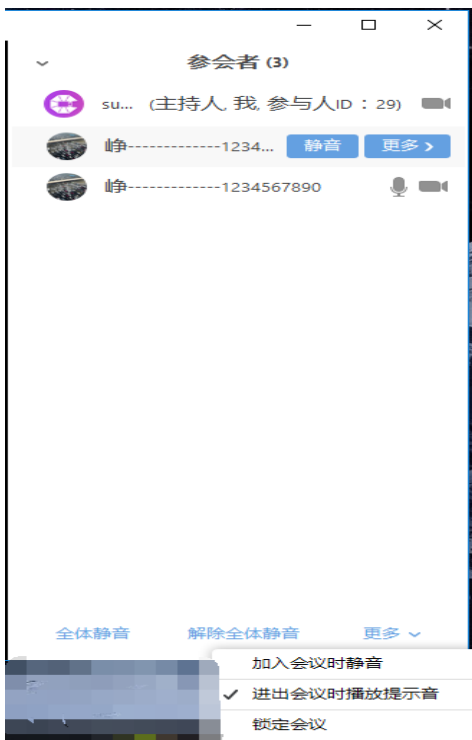 参会者 (3)
su... (主持人, 我, 参与人ID：29)
峥-------------1234... 静音 更多
峥-------------1234567890
全体静音 解除全体静音 更多
加入会议时静音
进出会议时播放提示音
锁定会议